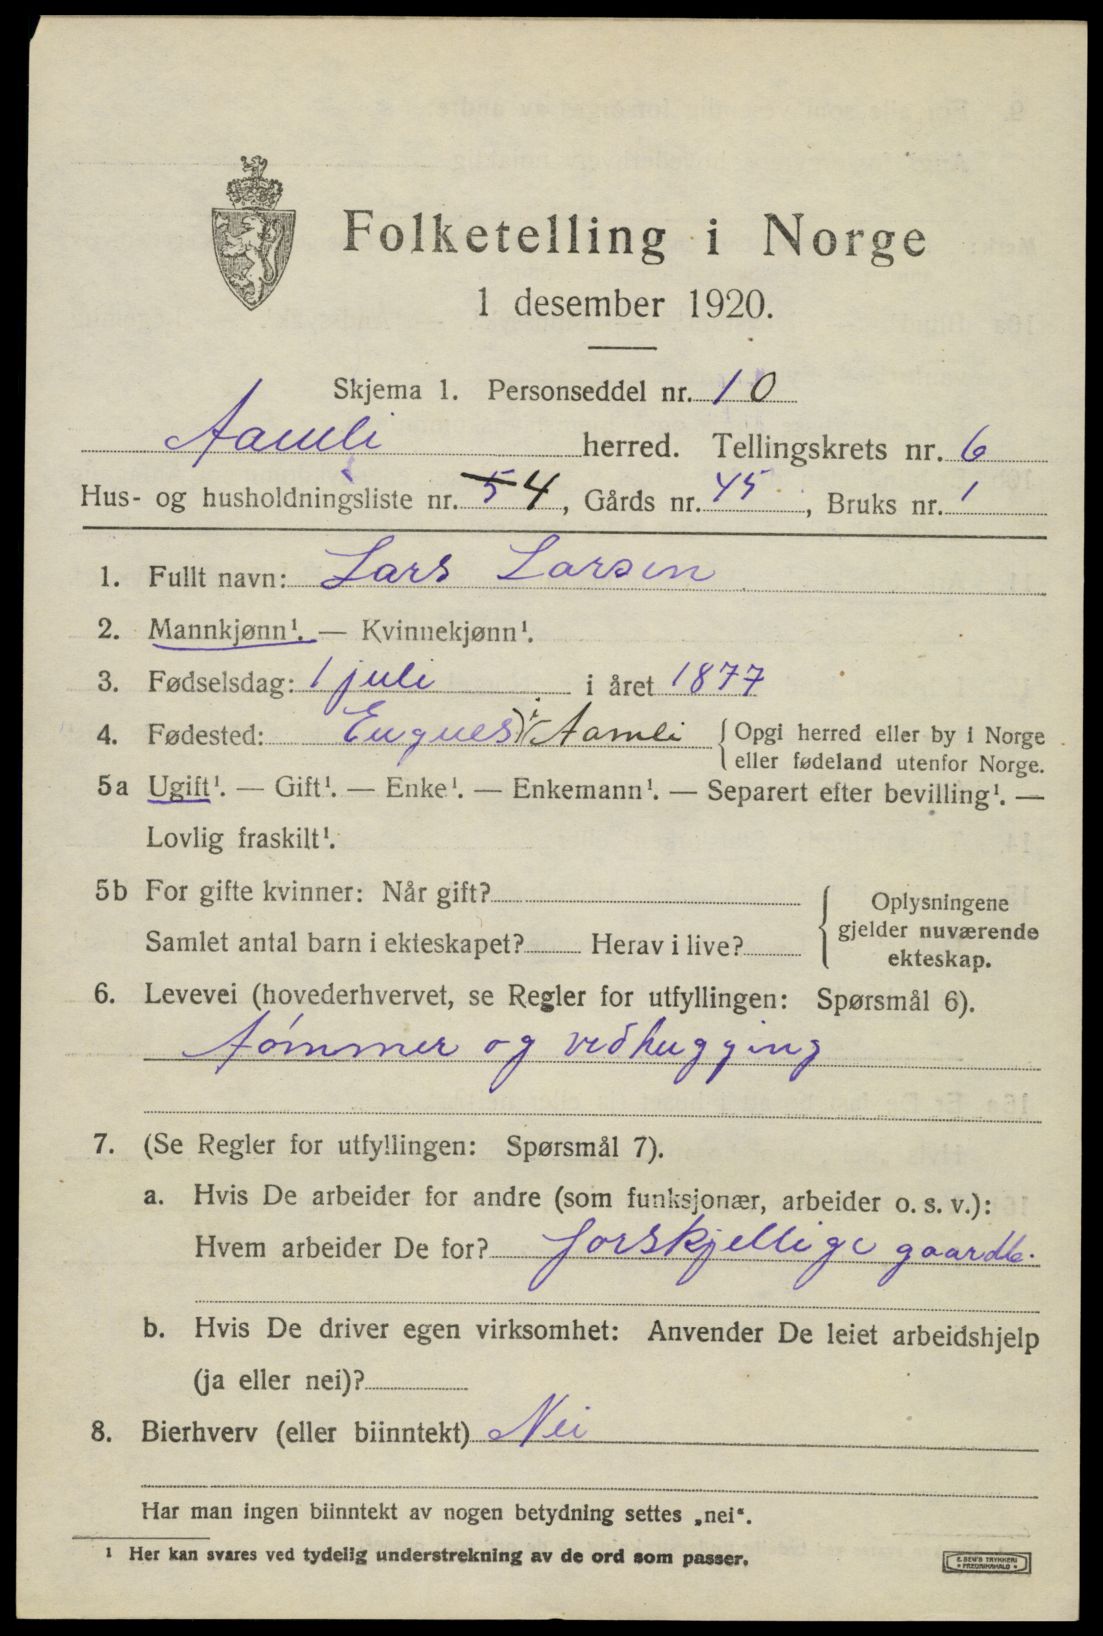 Folketelling i Norge
1 desember 1920.
Skjema 1. Personseddel nr. 10
Aamli herred. Tellingskrets nr. 6
Hus- og husholdningsliste nr. 5 4, Gårds nr. 45, Bruks nr. 1
1. Fullt navn: Lars Larsen
2. Mannkjønn¹. — Kvinnekjønn¹.
3. Fødselsdag: 1 juli i året 1877
4. Fødested: Engnes i Aamli { Opgi herred eller by i Norge
eller fødeland utenfor Norge.
5a Ugift¹. — Gift¹. — Enke¹. — Enkemann¹. — Separert efter bevilling¹. —
Lovlig fraskilt¹.
5b For gifte kvinner: Når gift?
Samlet antal barn i ekteskapet? Herav i live?
Oplysningene
gjelder nuværende
ekteskap.
6. Levevei (hovederhvervet, se Regler for utfyllingen: Spørsmål 6).
Tømmer og vedhugging
7. (Se Regler for utfyllingen: Spørsmål 7).
a. Hvis De arbeider for andre (som funksjonær, arbeider o. s. v.):
Hvem arbeider De for? forskjellige gaardb.
b. Hvis De driver egen virksomhet: Anvender De leiet arbeidshjelp
(ja eller nei)?
8. Bierhverv (eller biinntekt) Nei
Har man ingen biinntekt av nogen betydning settes „nei“.
¹ Her kan svares ved tydelig understrekning av de ord som passer.
E. SEM'S TRYKKERI
FREDRIKSHALD